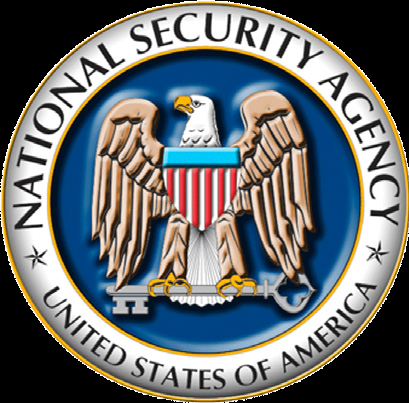 NATIONAL SECURITY AGENCY
UNITED STATES OF AMERICA